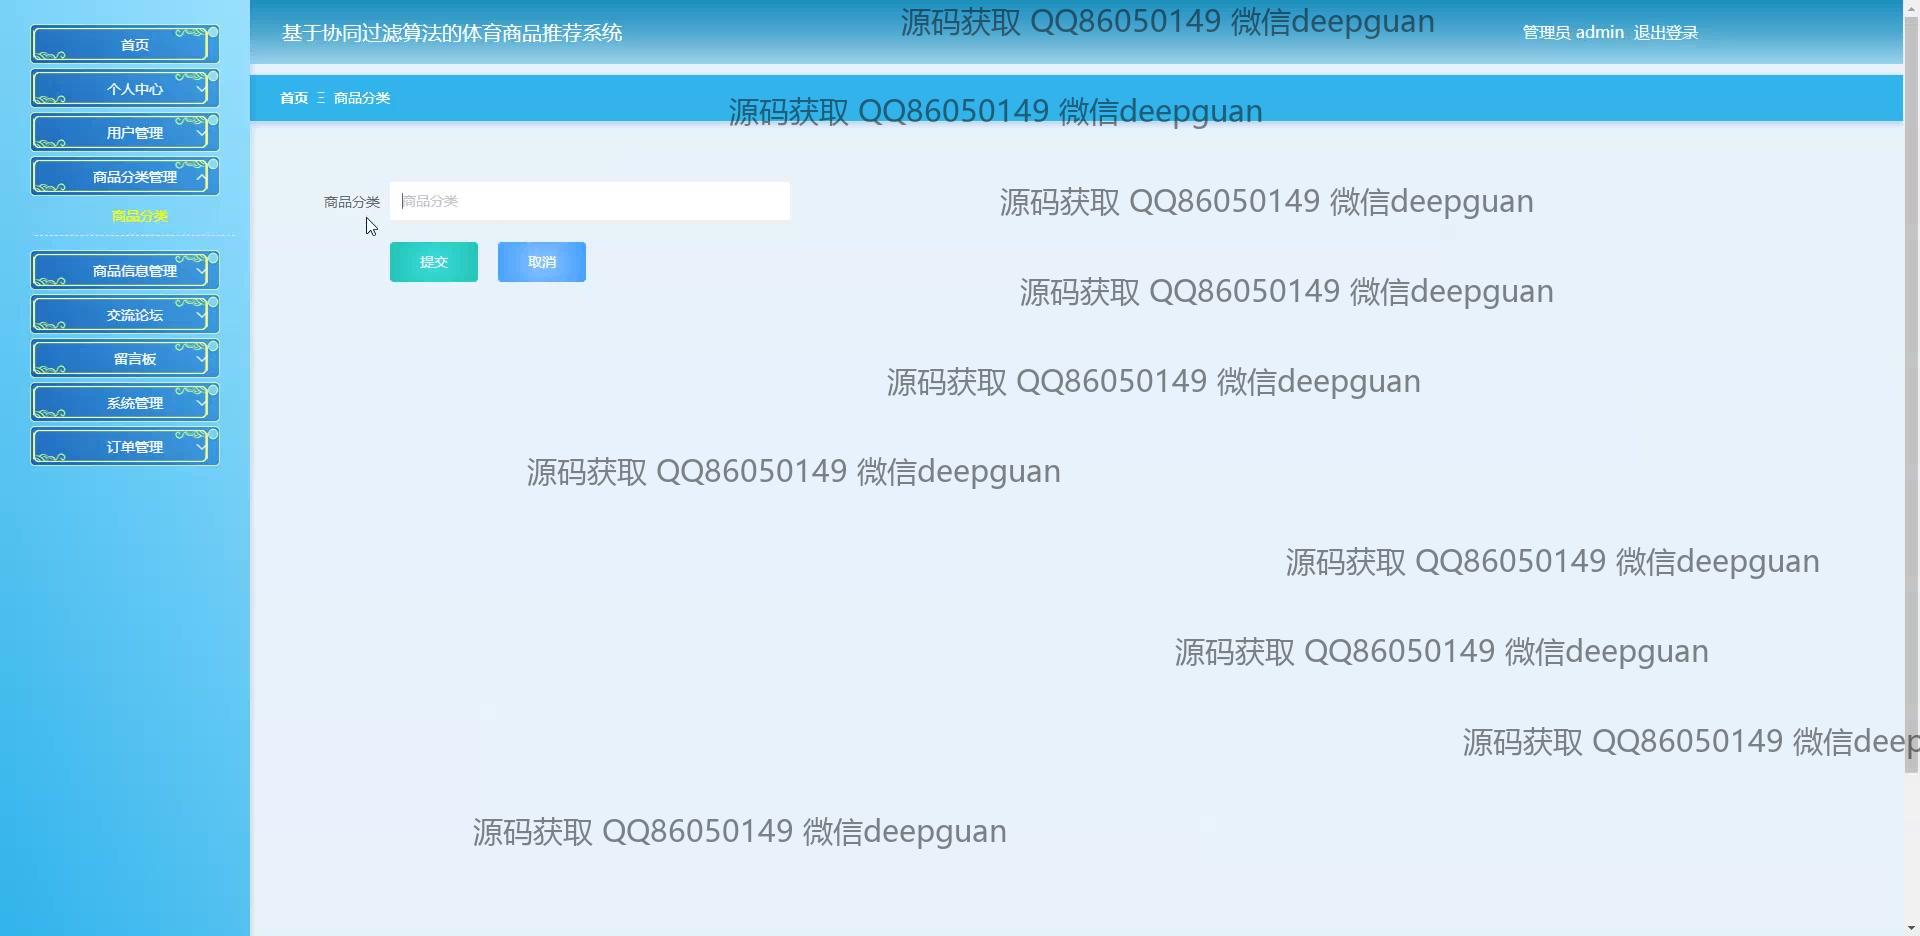 基于协同过滤算法的体育商品推荐系统
源码获取 QQ86050149 微信deepguan
管理员 admin 退出登录
首页
个人中心
用户管理
商品分类管理
商品分类
商品信息管理
交流论坛
留言板
系统管理
订单管理
首页 Ξ 商品分类
源码获取 QQ86050149 微信deepguan
商品分类 商品分类
源码获取 QQ86050149 微信deepguan
提交 取消
源码获取 QQ86050149 微信deepguan
源码获取 QQ86050149 微信deepguan
源码获取 QQ86050149 微信deepguan
源码获取 QQ86050149 微信deepguan
源码获取 QQ86050149 微信deepguan
源码获取 QQ86050149 微信deep
源码获取 QQ86050149 微信deepguan